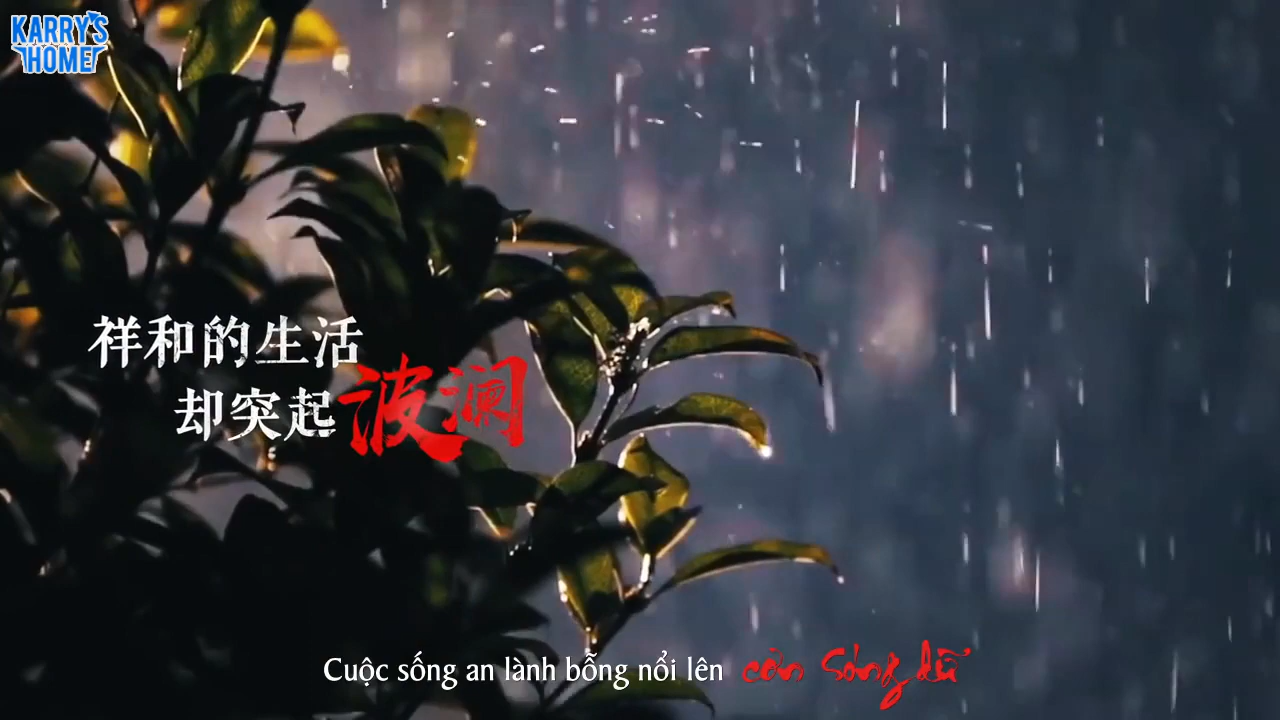 KARRY'S
HOME
祥和的生活
却突起波澜
Cuộc sống an lành bỗng nổi lên cơn sóng dữ